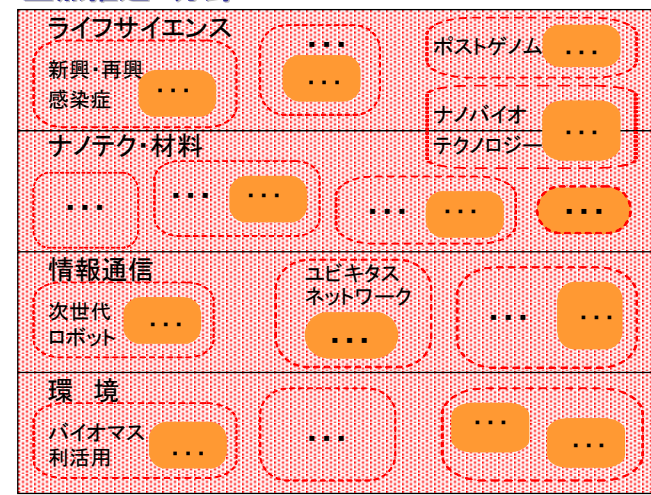 ライフサイエンス
新興・再興
感染症
...
...
...
ポストゲノム ...
ナノバイオ
テクノロジー
...
ナノテク・材料
...
... ...
... ...
...
情報通信
次世代
ロボット
...
ユビキタス
ネットワーク
...
... ...
環 境
バイオマス
利活用
...
...
...
...